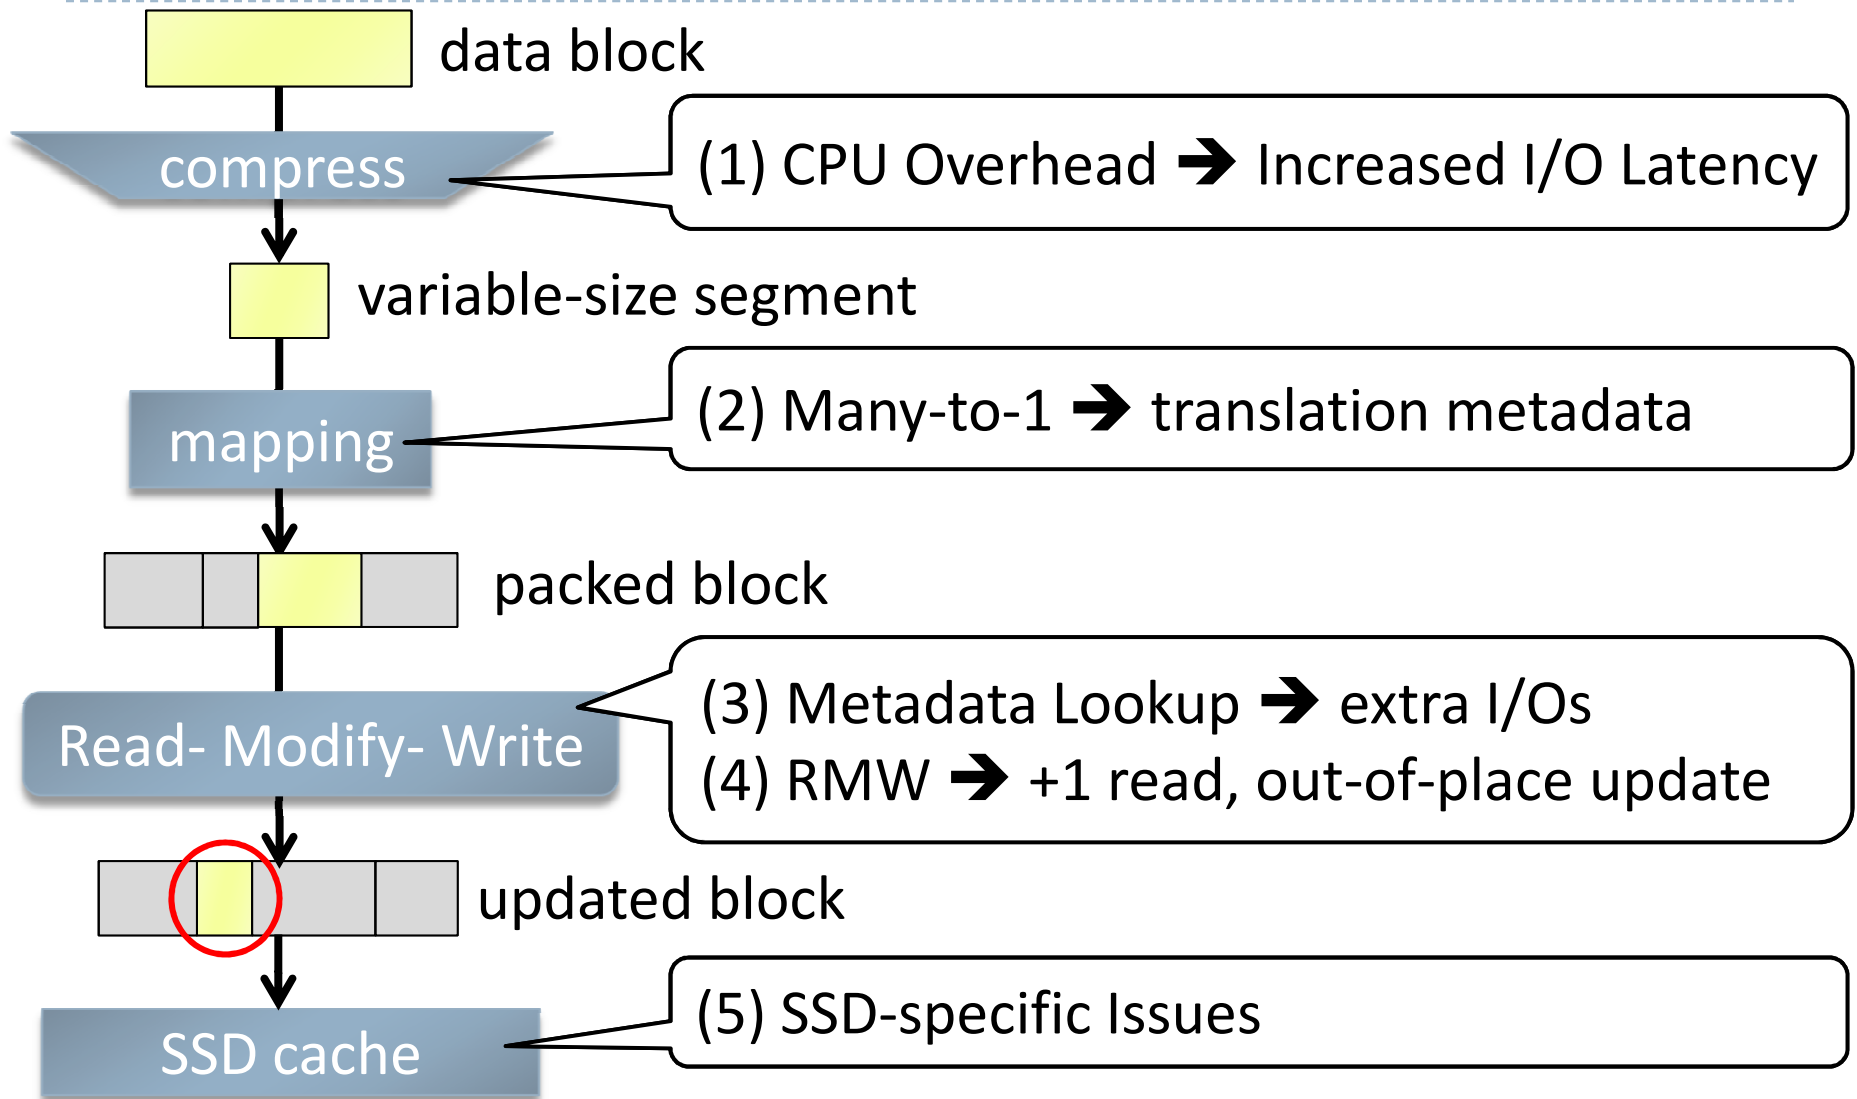 data block
compress
(1) CPU Overhead ➔ Increased I/O Latency
variable-size segment
mapping
(2) Many-to-1 ➔ translation metadata
packed block
Read- Modify- Write
(3) Metadata Lookup ➔ extra I/Os
(4) RMW ➔ +1 read, out-of-place update
updated block
SSD cache
(5) SSD-specific Issues